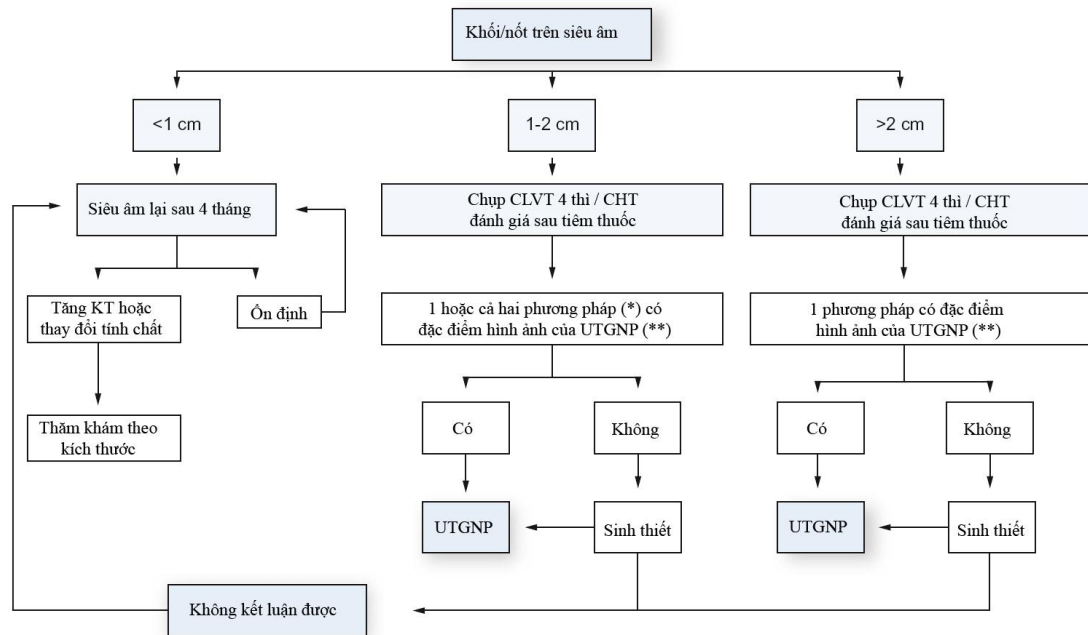 Khối/nốt trên siêu âm
<1 cm
1-2 cm
>2 cm
Siêu âm lại sau 4 tháng
Chụp CLVT 4 thì / CHT
đánh giá sau tiêm thuốc
Chụp CLVT 4 thì / CHT
đánh giá sau tiêm thuốc
Tăng KT hoặc
thay đổi tính chất
Ổn định
1 hoặc cả hai phương pháp (*) có
đặc điểm hình ảnh của UTGNP (**)
1 phương pháp có đặc điểm
hình ảnh của UTGNP (**)
Thăm khám theo
kích thước
Có
Không
Có
Không
UTGNP
Sinh thiết
UTGNP
Sinh thiết
Không kết luận được